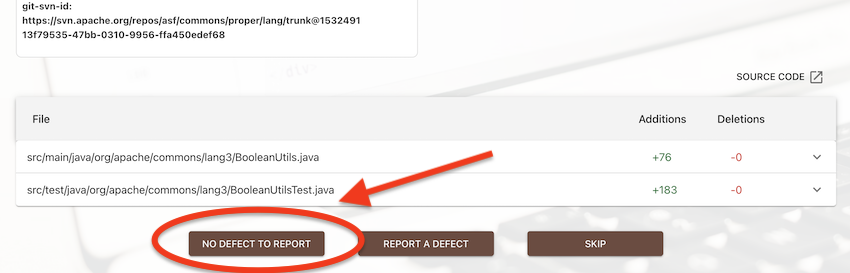 git-svn-id:
https://svn.apache.org/repos/asf/commons/proper/lang/trunk@1532491
13f79535-47bb-0310-9956-ffa450edef68
SOURCE CODE
File Additions Deletions
src/main/java/org/apache/commons/lang3/BooleanUtils.java +76 -0
src/test/java/org/apache/commons/lang3/BooleanUtilsTest.java +183 -0
NO DEFECT TO REPORT REPORT A DEFECT SKIP